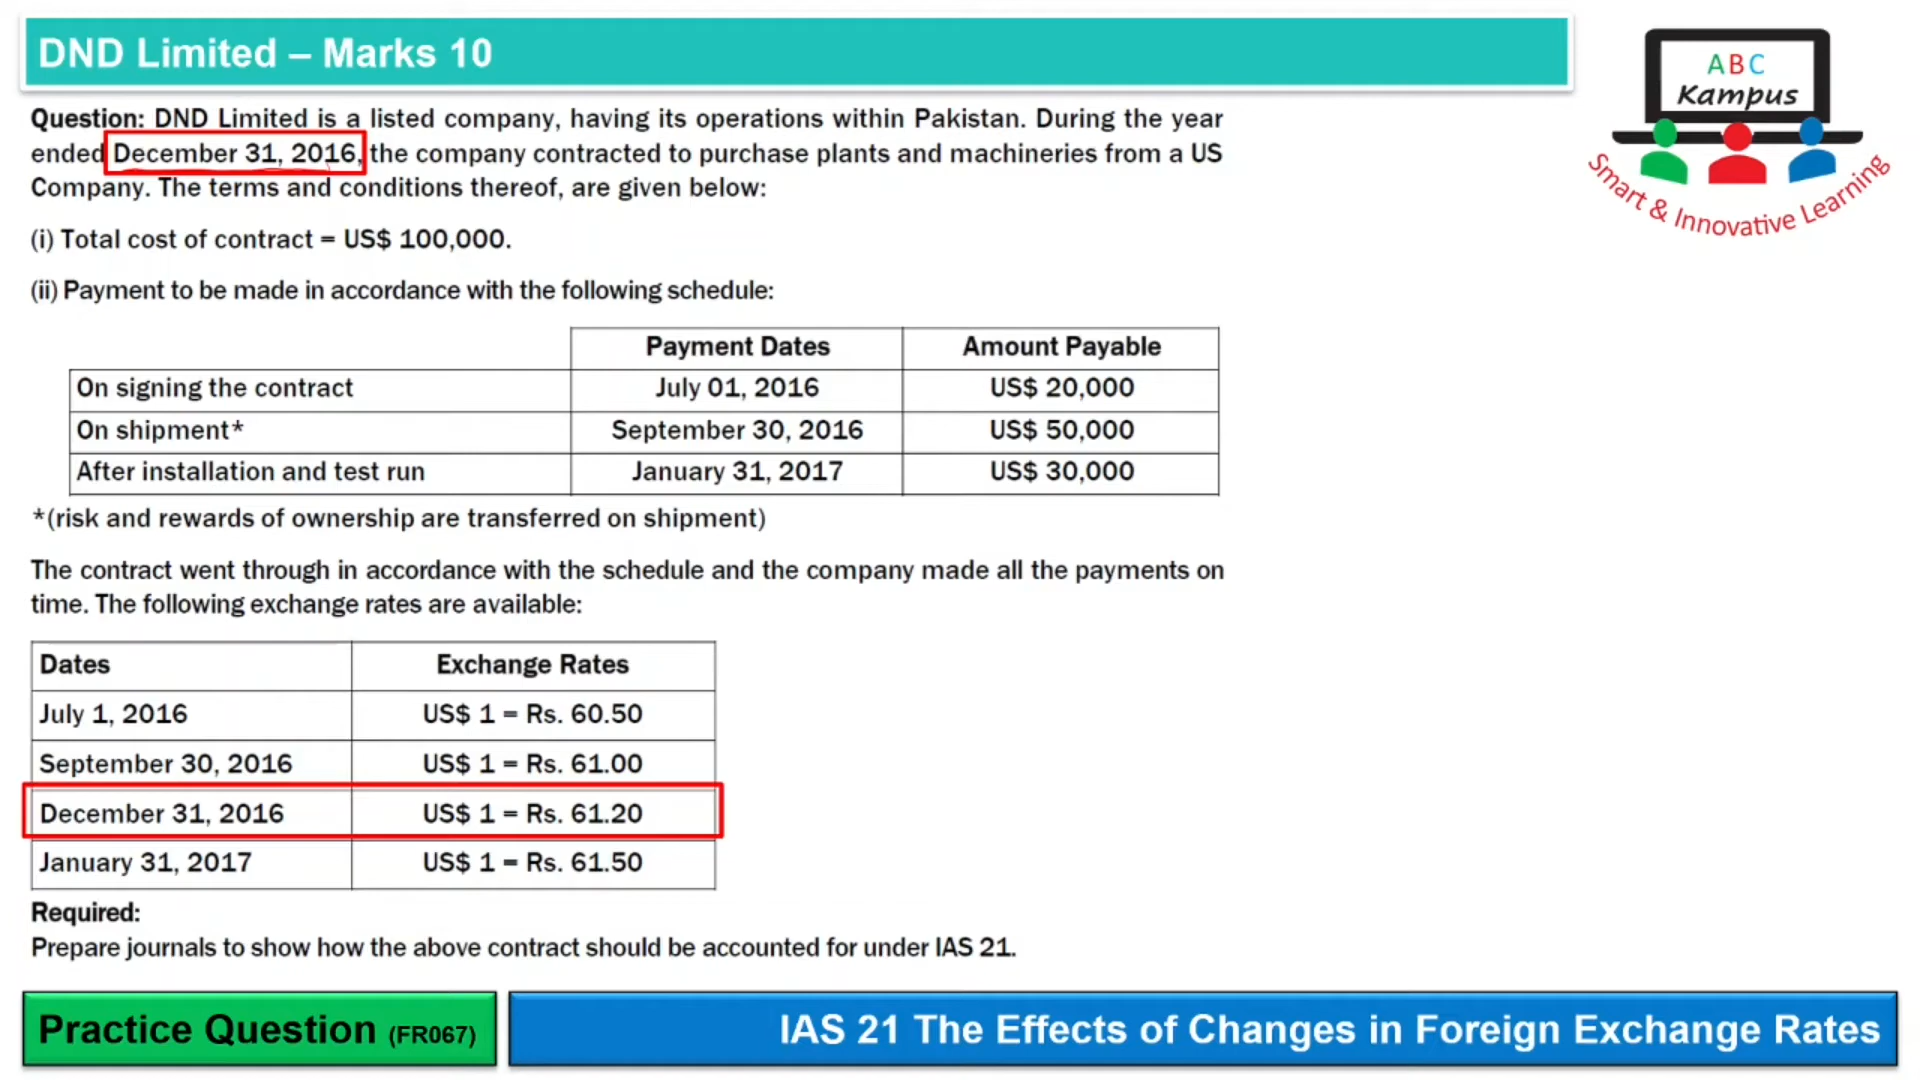 DND Limited – Marks 10
ABC
Kampus
Smart & Innovative Learning
Question: DND Limited is a listed company, having its operations within Pakistan. During the year
ended December 31, 2016, the company contracted to purchase plants and machineries from a US
Company. The terms and conditions thereof, are given below:
(i) Total cost of contract = US$ 100,000.
(ii) Payment to be made in accordance with the following schedule:
Payment Dates Amount Payable
On signing the contract July 01, 2016 US$ 20,000
On shipment* September 30, 2016 US$ 50,000
After installation and test run January 31, 2017 US$ 30,000
*(risk and rewards of ownership are transferred on shipment)
The contract went through in accordance with the schedule and the company made all the payments on
time. The following exchange rates are available:
Dates Exchange Rates
July 1, 2016 US$ 1 = Rs. 60.50
September 30, 2016 US$ 1 = Rs. 61.00
December 31, 2016 US$ 1 = Rs. 61.20
January 31, 2017 US$ 1 = Rs. 61.50
Required:
Prepare journals to show how the above contract should be accounted for under IAS 21.
Practice Question (FR067)
IAS 21 The Effects of Changes in Foreign Exchange Rates